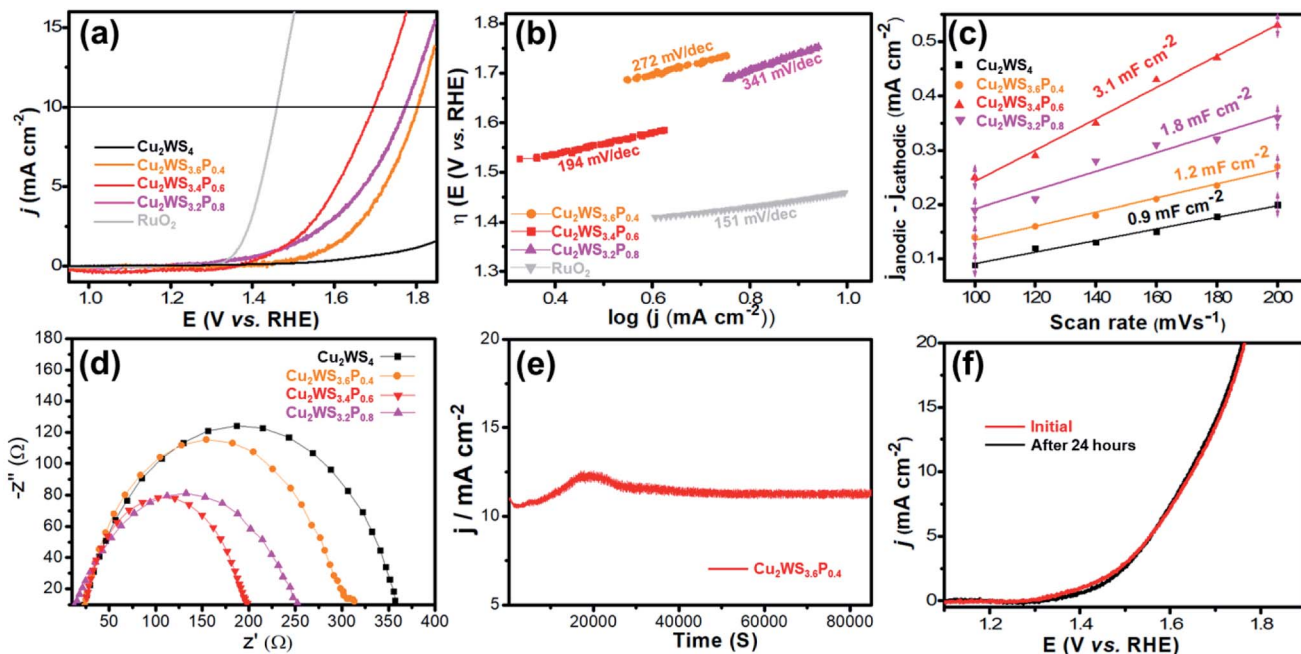 (a)
15
10
5
0
j (mA cm⁻²)
Cu₂WS₄
Cu₂WS₃.₆P₀.₄
Cu₂WS₃.₄P₀.₆
Cu₂WS₃.₂P₀.₈
RuO₂
1.0 1.2 1.4 1.6 1.8
E (V vs. RHE)
(b)
1.8
1.7
1.6
1.5
1.4
1.3
η (E (V vs. RHE)
272 mV/dec
341 mV/dec
194 mV/dec
151 mV/dec
Cu₂WS₃.₆P₀.₄
Cu₂WS₃.₄P₀.₆
Cu₂WS₃.₂P₀.₈
RuO₂
0.4 0.6 0.8 1.0
log (j (mA cm⁻²))
(c)
0.5
0.4
0.3
0.2
0.1
janodic - jcathodic (mA cm⁻²)
Cu₂WS₄
Cu₂WS₃.₆P₀.₄
Cu₂WS₃.₄P₀.₆
Cu₂WS₃.₂P₀.₈
3.1 mF cm⁻²
1.8 mF cm⁻²
1.2 mF cm⁻²
0.9 mF cm⁻²
100 120 140 160 180 200
Scan rate (mVs⁻¹)
(d)
180
160
140
120
100
80
60
40
20
-Z'' (Ω)
Cu₂WS₄
Cu₂WS₃.₆P₀.₄
Cu₂WS₃.₄P₀.₆
Cu₂WS₃.₂P₀.₈
50 100 150 200 250 300 350 400
Z' (Ω)
(e)
20
15
10
5
j / mA cm⁻²
Cu₂WS₃.₆P₀.₄
20000 40000 60000 80000
Time (S)
(f)
20
15
10
5
0
j (mA cm⁻²)
Initial
After 24 hours
1.2 1.4 1.6 1.8
E (V vs. RHE)